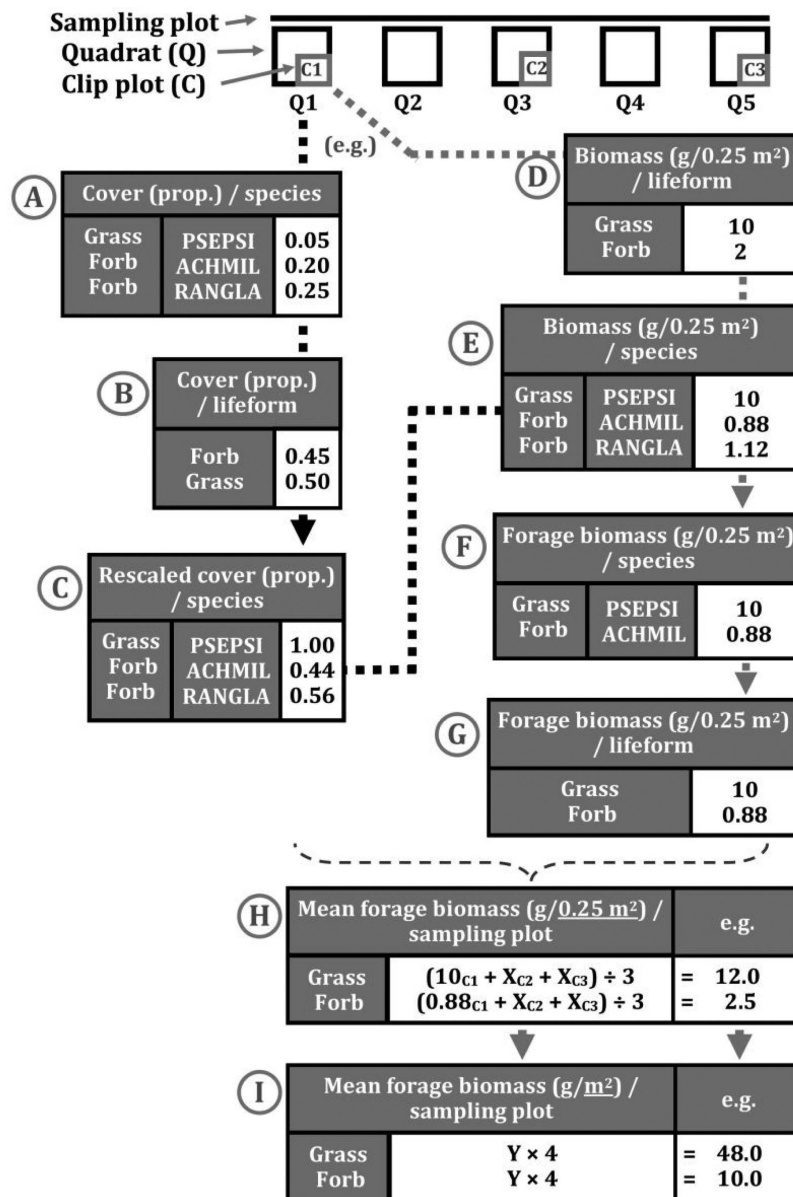 Sampling plot
Quadrat (Q)
Clip plot (C)
C1 C2 C3
Q1 Q2 Q3 Q4 Q5
(e.g.)
A
Cover (prop.) / species
Grass PSEPSI 0.05
Forb ACHMIL 0.20
Forb RANGLA 0.25
B
Cover (prop.)
/ lifeform
Forb 0.45
Grass 0.50
C
Rescaled cover (prop.)
/ species
Grass PSEPSI 1.00
Forb ACHMIL 0.44
Forb RANGLA 0.56
D
Biomass (g/0.25 m²)
/ lifeform
Grass 10
Forb 2
E
Biomass (g/0.25 m²)
/ species
Grass PSEPSI 10
Forb ACHMIL 0.88
Forb RANGLA 1.12
F
Forage biomass (g/0.25 m²)
/ species
Grass PSEPSI 10
Forb ACHMIL 0.88
G
Forage biomass (g/0.25 m²)
/ lifeform
Grass 10
Forb 0.88
H
Mean forage biomass (g/0.25 m²) /
sampling plot
e.g.
Grass (10C1 + XC2 + XC3) ÷ 3 = 12.0
Forb (0.88C1 + XC2 + XC3) ÷ 3 = 2.5
I
Mean forage biomass (g/m²) /
sampling plot
e.g.
Grass Y × 4 = 48.0
Forb Y × 4 = 10.0